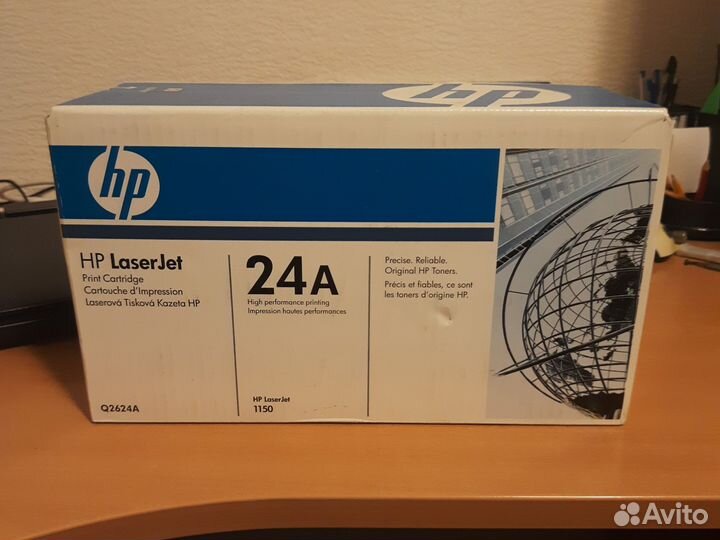 hp
hp
HP LaserJet
Print Cartridge
Cartouche d'Impression
Laserová Tisková Kazeta HP
Q2624A
24A
High performance printing
Impression hautes performances
HP LaserJet
1150
Precise. Reliable.
Original HP Toners.
Précis et fiables, ce sont
les toners d'origine HP.
Avito